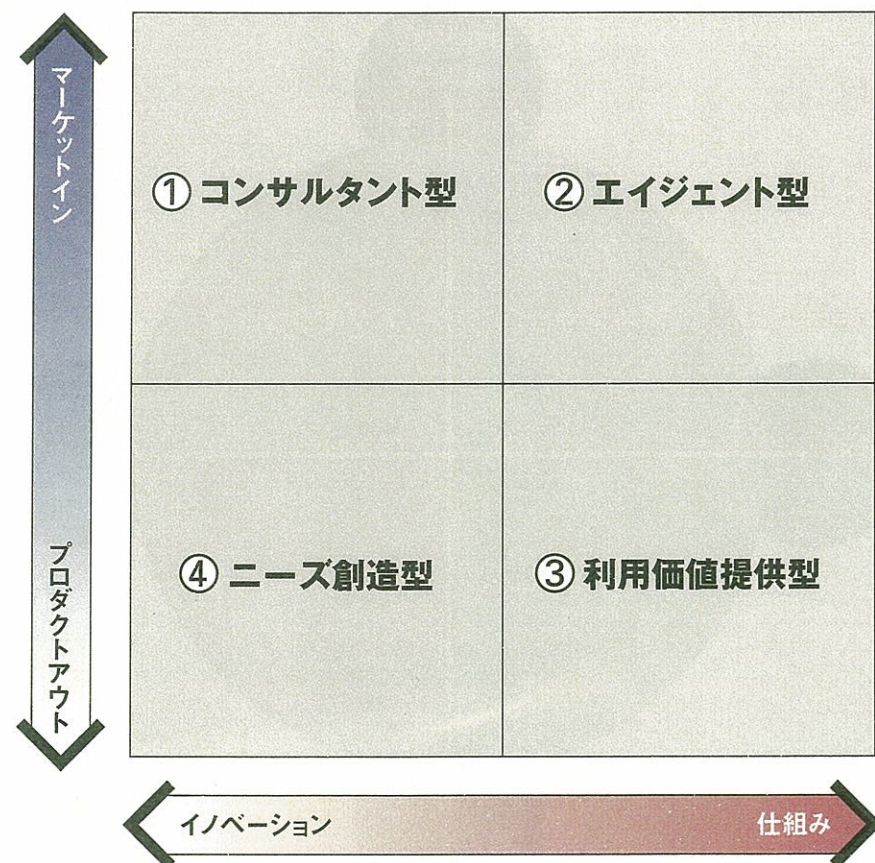 マーケットイン
プロダクトアウト
① コンサルタント型
② エイジェント型
④ ニーズ創造型
③ 利用価値提供型
イノベーション
仕組み